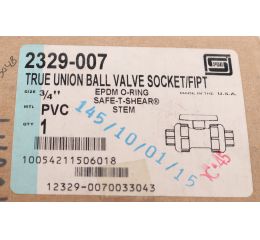 2329-007
TRUE UNION BALL VALVE SOCKET/FIPT
SIZE 3/4" EPDM O-RING
MADE IN THE U.S.A.
SAFE-T-SHEAR®
MTL PVC STEM
QTY 1
145/10/01/15
10054211506018
12329-0070033043